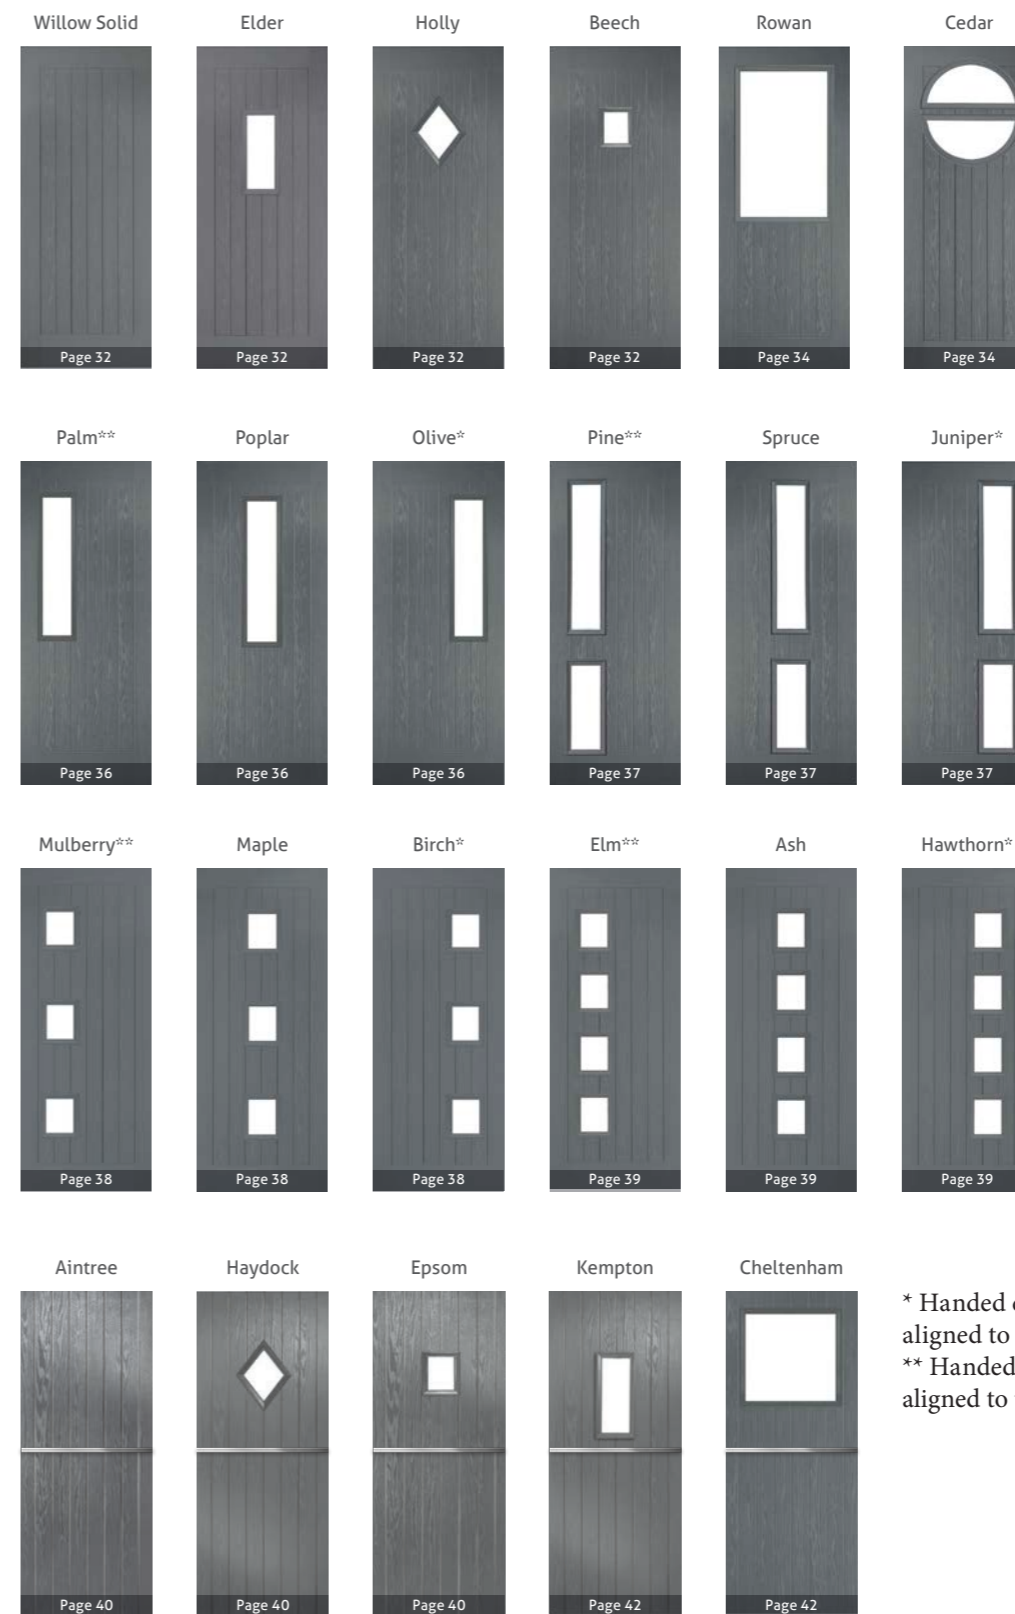 Willow Solid Elder Holly Beech Rowan Cedar
Page 32 Page 32 Page 32 Page 32 Page 34 Page 34
Palm** Poplar Olive* Pine** Spruce Juniper*
Page 36 Page 36 Page 36 Page 37 Page 37 Page 37
Mulberry** Maple Birch* Elm** Ash Hawthorn*
Page 38 Page 38 Page 38 Page 39 Page 39 Page 39
Aintree Haydock Epsom Kempton Cheltenham
* Handed
aligned to
** Handed
aligned to
Page 40 Page 40 Page 40 Page 42 Page 42